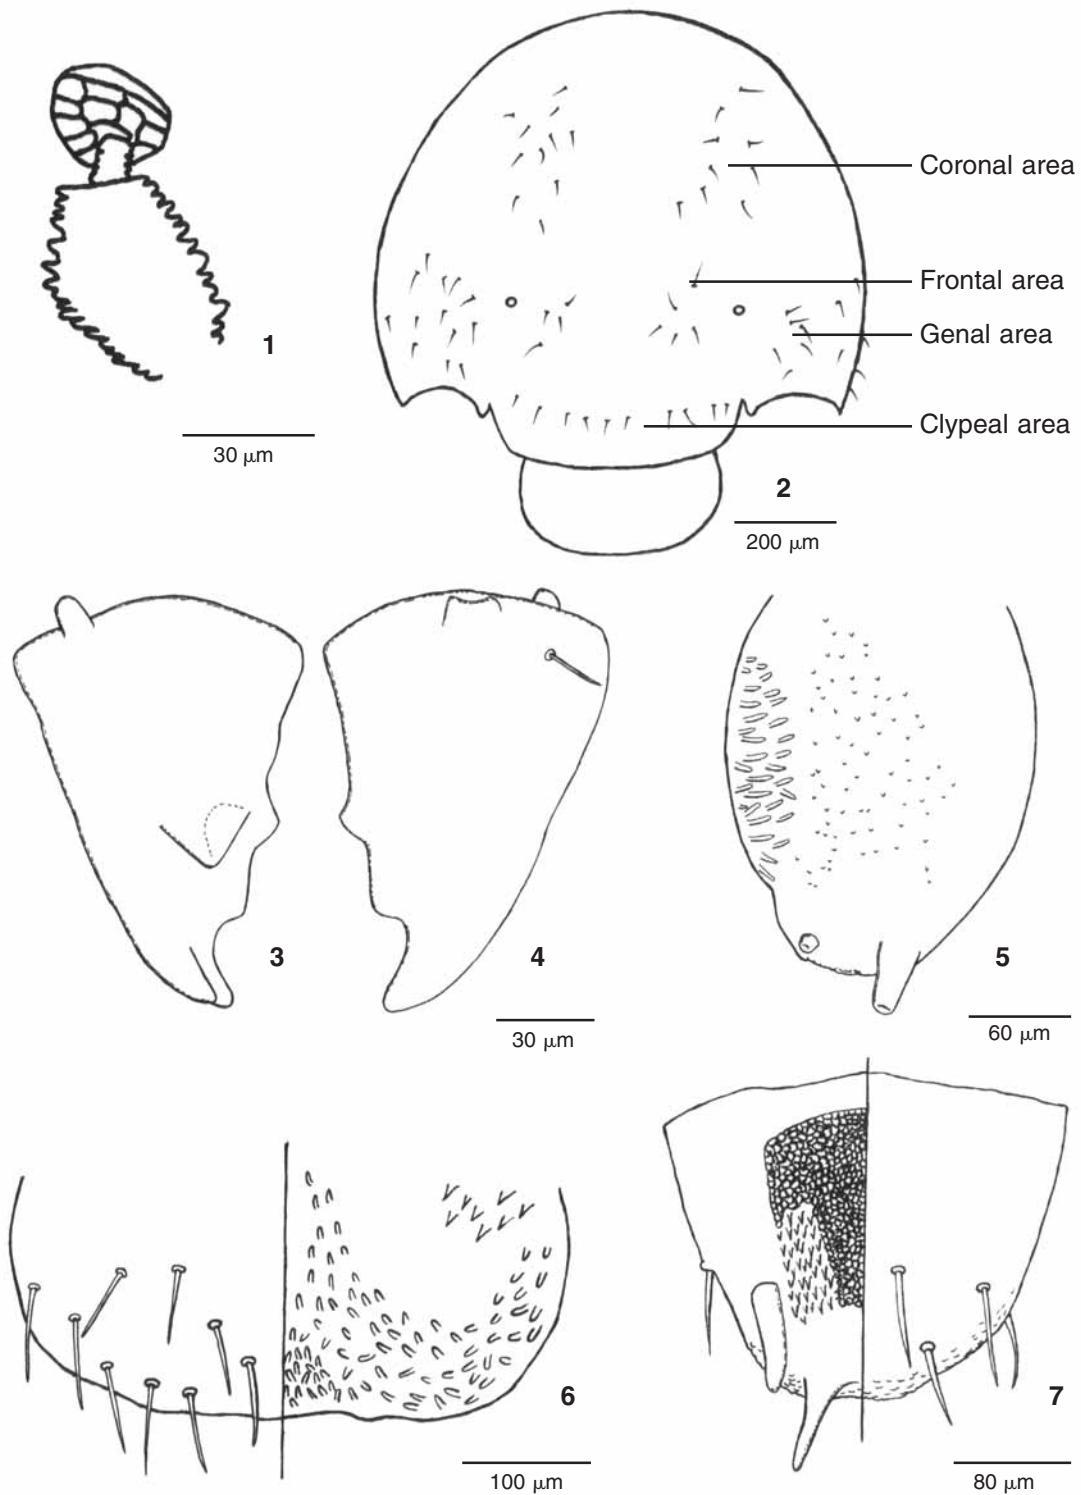 Coronal area
Frontal area
Genal area
Clypeal area
1
30 μm
2
200 μm
3
4
30 μm
5
60 μm
6
100 μm
7
80 μm